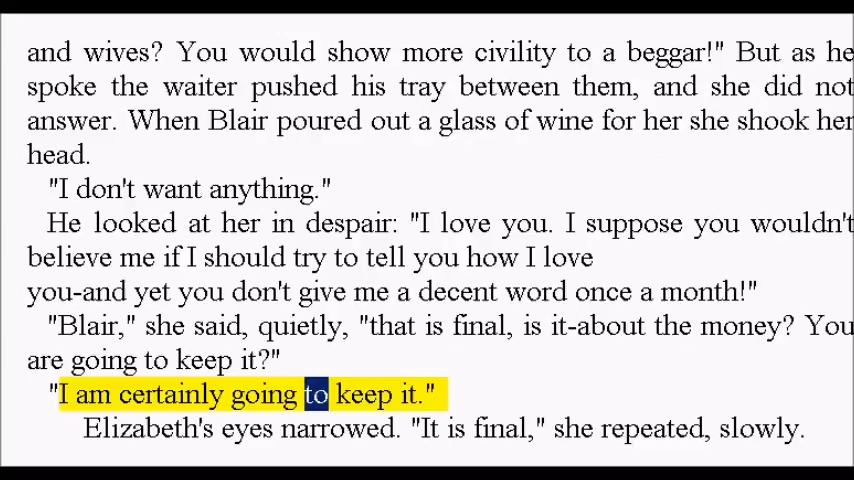 and wives? You would show more civility to a beggar!" But as he
spoke the waiter pushed his tray between them, and she did not
answer. When Blair poured out a glass of wine for her she shook her
head.
"I don't want anything."
He looked at her in despair: "I love you. I suppose you wouldn't
believe me if I should try to tell you how I love
you-and yet you don't give me a decent word once a month!"
"Blair," she said, quietly, "that is final, is it-about the money? You
are going to keep it?"
"I am certainly going to keep it."
Elizabeth's eyes narrowed. "It is final," she repeated, slowly.